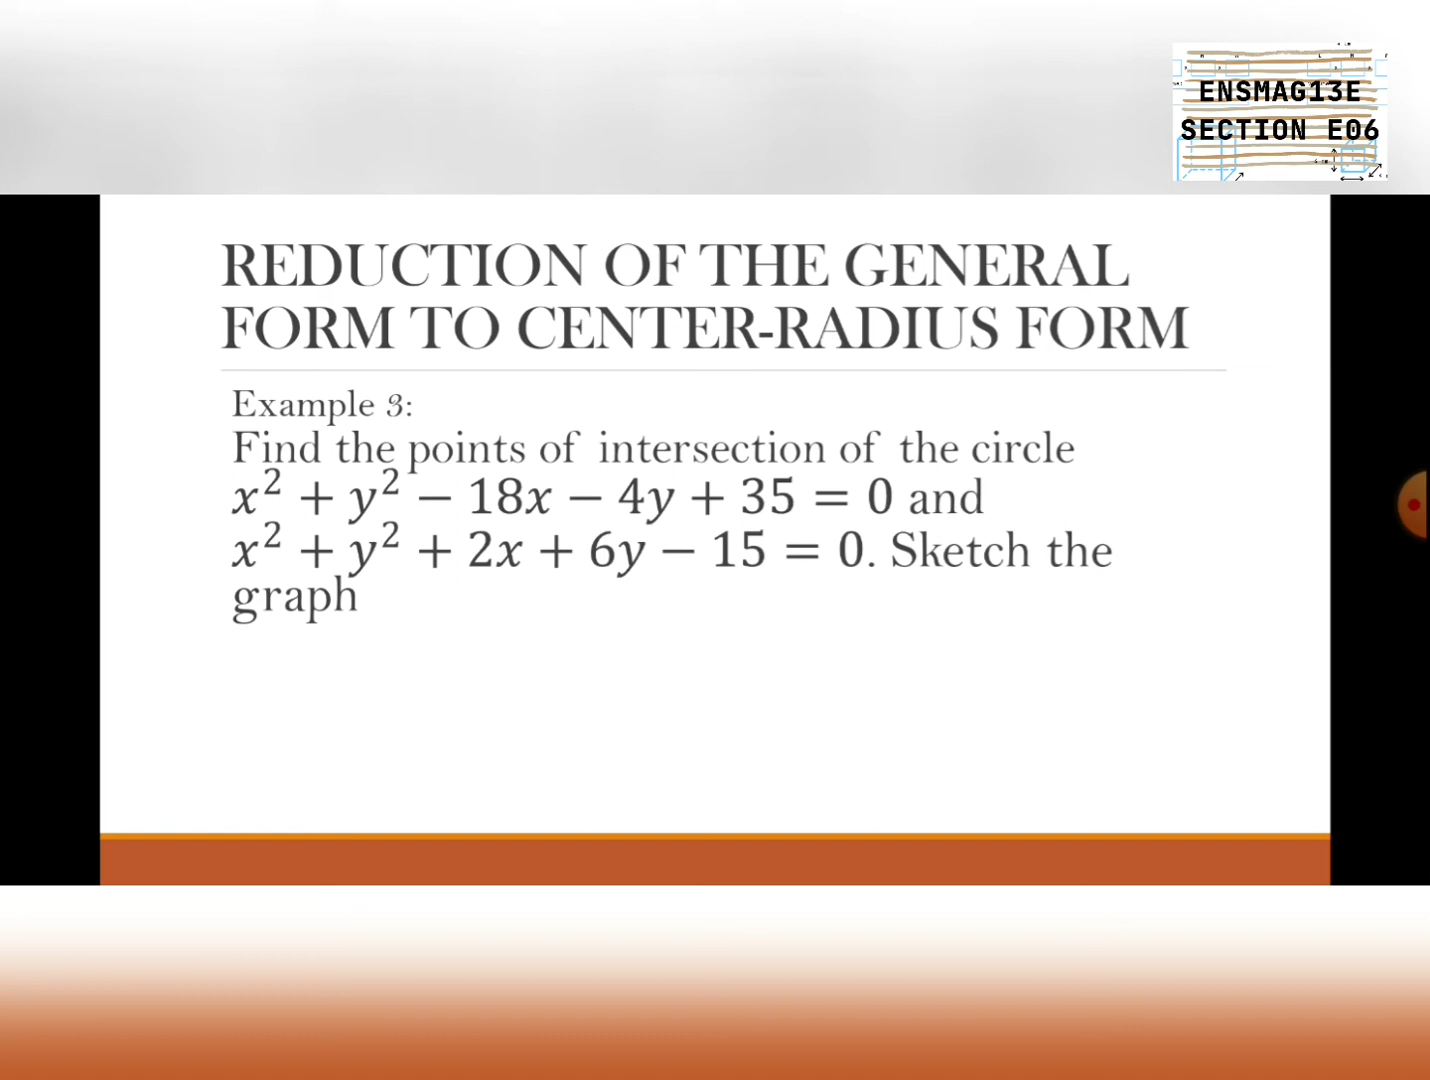 ENSMAG13E
SECTION E06
REDUCTION OF THE GENERAL
FORM TO CENTER-RADIUS FORM
Example 3:
Find the points of intersection of the circle
x² + y² − 18x − 4y + 35 = 0 and
x² + y² + 2x + 6y − 15 = 0. Sketch the
graph